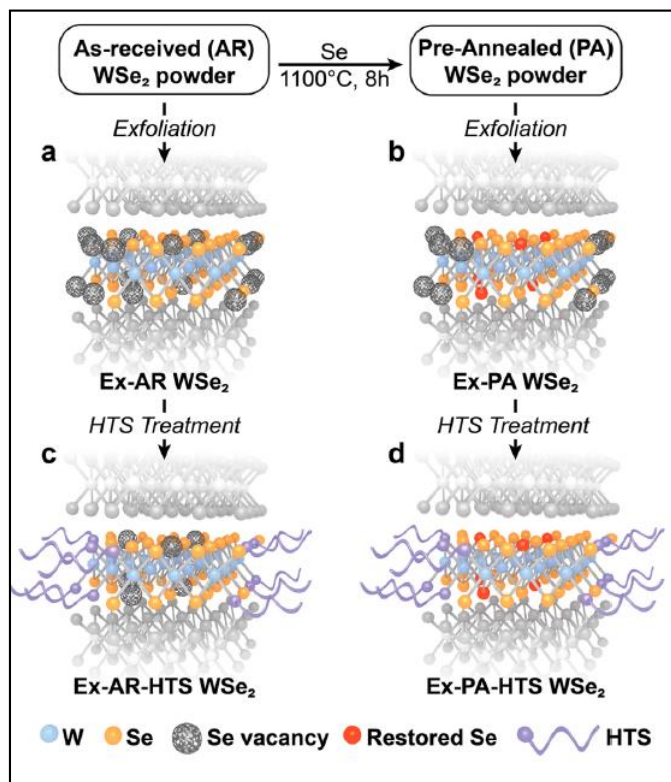 As-received (AR)
WSe₂ powder
Se
1100°C, 8h
Pre-Annealed (PA)
WSe₂ powder
Exfoliation
Exfoliation
a
b
Ex-AR WSe₂
Ex-PA WSe₂
HTS Treatment
HTS Treatment
c
d
Ex-AR-HTS WSe₂
Ex-PA-HTS WSe₂
W Se Se vacancy Restored Se HTS